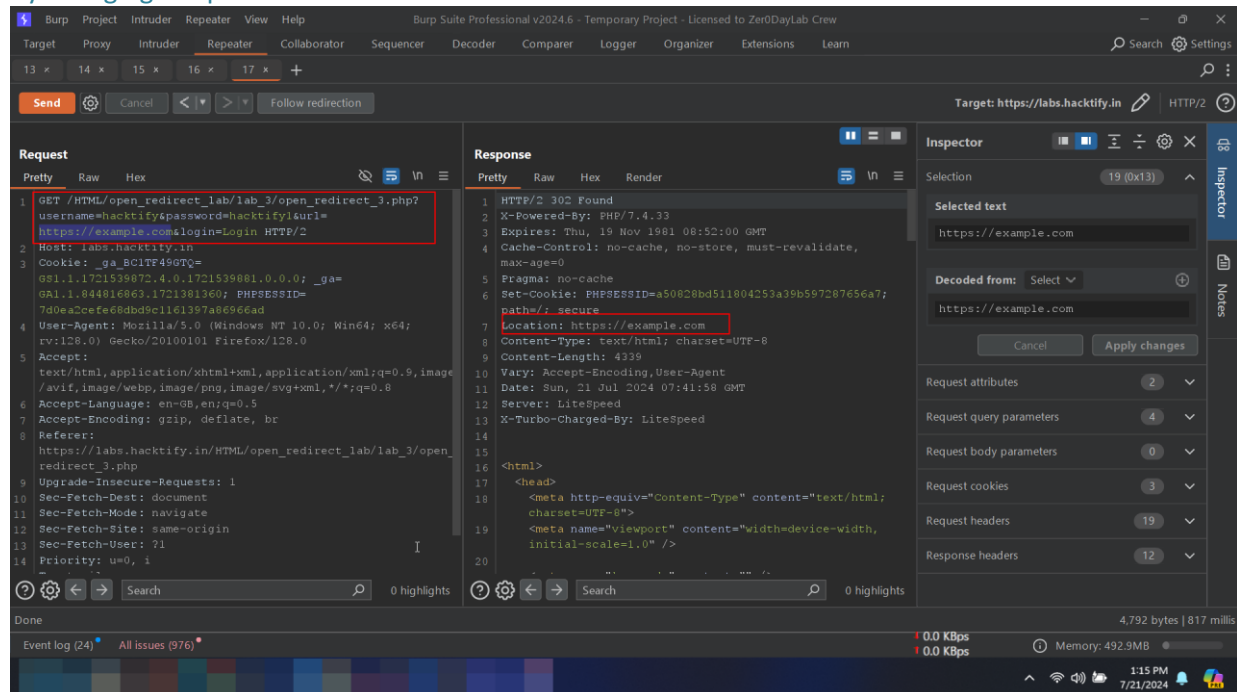 Burp Project Intruder Repeater View Help Burp Suite Professional v2024.6 - Temporary Project - Licensed to Zer0DayLab Crew
Target Proxy Intruder Repeater Collaborator Sequencer Decoder Comparer Logger Organizer Extensions Learn Search Settings
13 × 14 × 15 × 16 × 17 × +
Send Cancel < > Follow redirection Target: https://labs.hacktify.in HTTP/2
Request
Pretty Raw Hex \n
1 GET /HTML/open_redirect_lab/lab_3/open_redirect_3.php?
username=hacktify&password=hacktify1&url=
https://example.com&login=Login HTTP/2
2 Host: labs.hacktify.in
3 Cookie: _ga_BC1TF49GTQ=
GS1.1.1721539872.4.0.1721539881.0.0.0; _ga=
GA1.1.844816863.1721381360; PHPSESSID=
7d0ea2cefe68dbd9c1161397a86966ad
4 User-Agent: Mozilla/5.0 (Windows NT 10.0; Win64; x64;
rv:128.0) Gecko/20100101 Firefox/128.0
5 Accept:
text/html,application/xhtml+xml,application/xml;q=0.9,image
/avif,image/webp,image/png,image/svg+xml,*/*;q=0.8
6 Accept-Language: en-GB,en;q=0.5
7 Accept-Encoding: gzip, deflate, br
8 Referer:
https://labs.hacktify.in/HTML/open_redirect_lab/lab_3/open_
redirect_3.php
9 Upgrade-Insecure-Requests: 1
10 Sec-Fetch-Dest: document
11 Sec-Fetch-Mode: navigate
12 Sec-Fetch-Site: same-origin
13 Sec-Fetch-User: ?1
14 Priority: u=0, i
Search 0 highlights
Response
Pretty Raw Hex Render \n
1 HTTP/2 302 Found
2 X-Powered-By: PHP/7.4.33
3 Expires: Thu, 19 Nov 1981 08:52:00 GMT
4 Cache-Control: no-cache, no-store, must-revalidate,
max-age=0
5 Pragma: no-cache
6 Set-Cookie: PHPSESSID=a50828bd511804253a39b597287656a7;
path=/; secure
7 Location: https://example.com
8 Content-Type: text/html; charset=UTF-8
9 Content-Length: 4339
10 Vary: Accept-Encoding,User-Agent
11 Date: Sun, 21 Jul 2024 07:41:58 GMT
12 Server: LiteSpeed
13 X-Turbo-Charged-By: LiteSpeed
14
15
16 <html>
17 <head>
18 <meta http-equiv="Content-Type" content="text/html;
charset=UTF-8">
19 <meta name="viewport" content="width=device-width,
initial-scale=1.0" />
20
Search 0 highlights
Inspector
Selection 19 (0x13)
Selected text
https://example.com
Decoded from: Select
https://example.com
Cancel Apply changes
Request attributes 2
Request query parameters 4
Request body parameters 0
Request cookies 3
Request headers 19
Response headers 12
Inspector
Notes
Done 4,792 bytes | 817 millis
Event log (24) All issues (976) 0.0 KBps Memory: 492.9MB
0.0 KBps
1:15 PM
7/21/2024